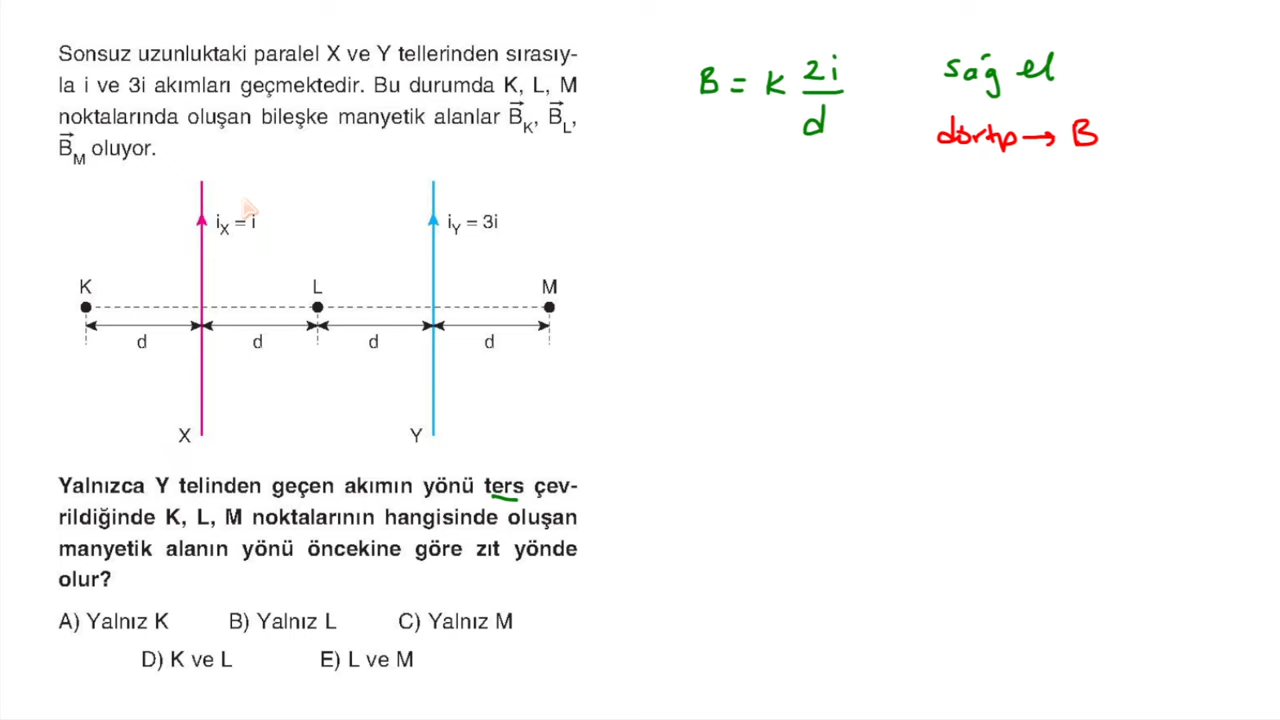 Sonsuz uzunluktaki paralel X ve Y tellerinden sırasıy-
la i ve 3i akımları geçmektedir. Bu durumda K, L, M
noktalarında oluşan bileşke manyetik alanlar B⃗K, B⃗L,
B⃗M oluyor.
B = K 2i/d
sağ el
dörtp → B
iX = i
iY = 3i
K L M
d d d d
X Y
Yalnızca Y telinden geçen akımın yönü ters çev-
rildiğinde K, L, M noktalarının hangisinde oluşan
manyetik alanın yönü öncekine göre zıt yönde
olur?
A) Yalnız K B) Yalnız L C) Yalnız M
D) K ve L E) L ve M